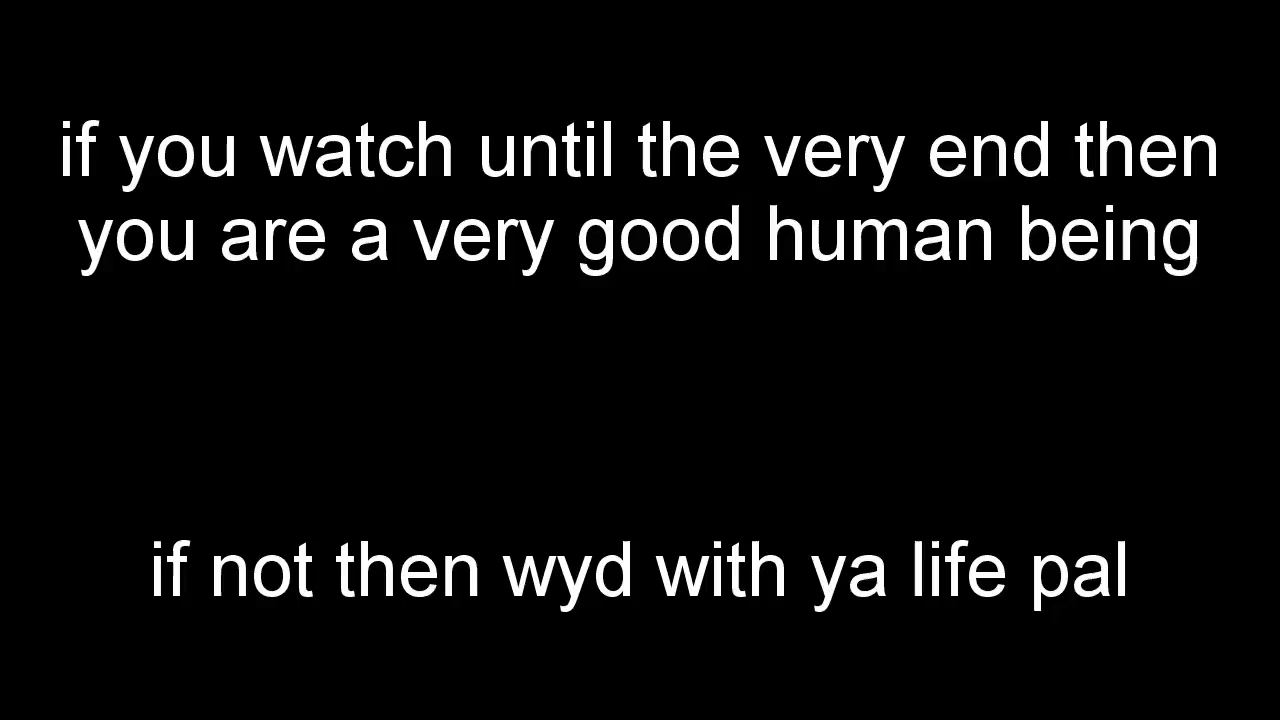 if you watch until the very end then
you are a very good human being
if not then wyd with ya life pal